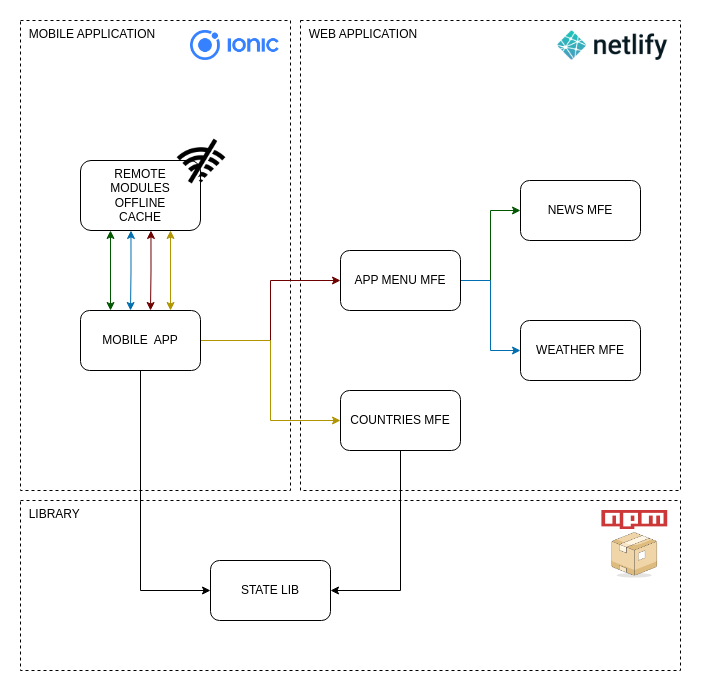 MOBILE APPLICATION
IONIC
WEB APPLICATION
netlify
REMOTE
MODULES
OFFLINE
CACHE
NEWS MFE
APP MENU MFE
MOBILE APP
WEATHER MFE
COUNTRIES MFE
LIBRARY
npm
STATE LIB